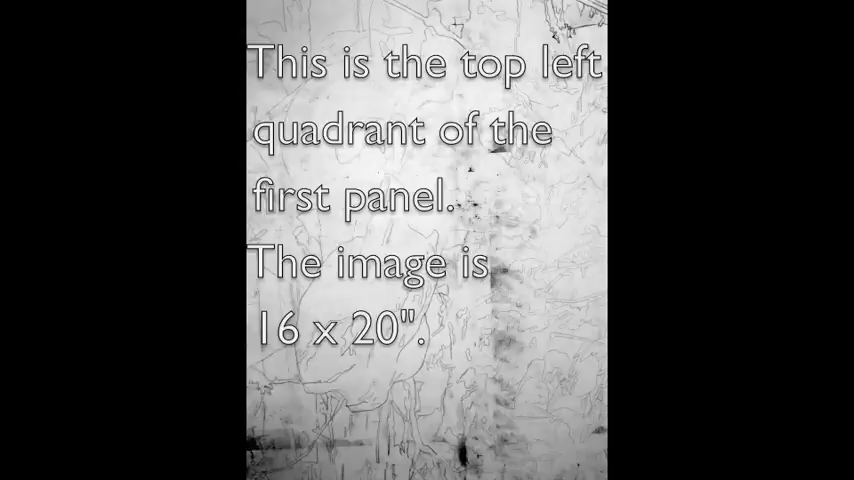 This is the top left
quadrant of the
first panel.
The image is
16 x 20".